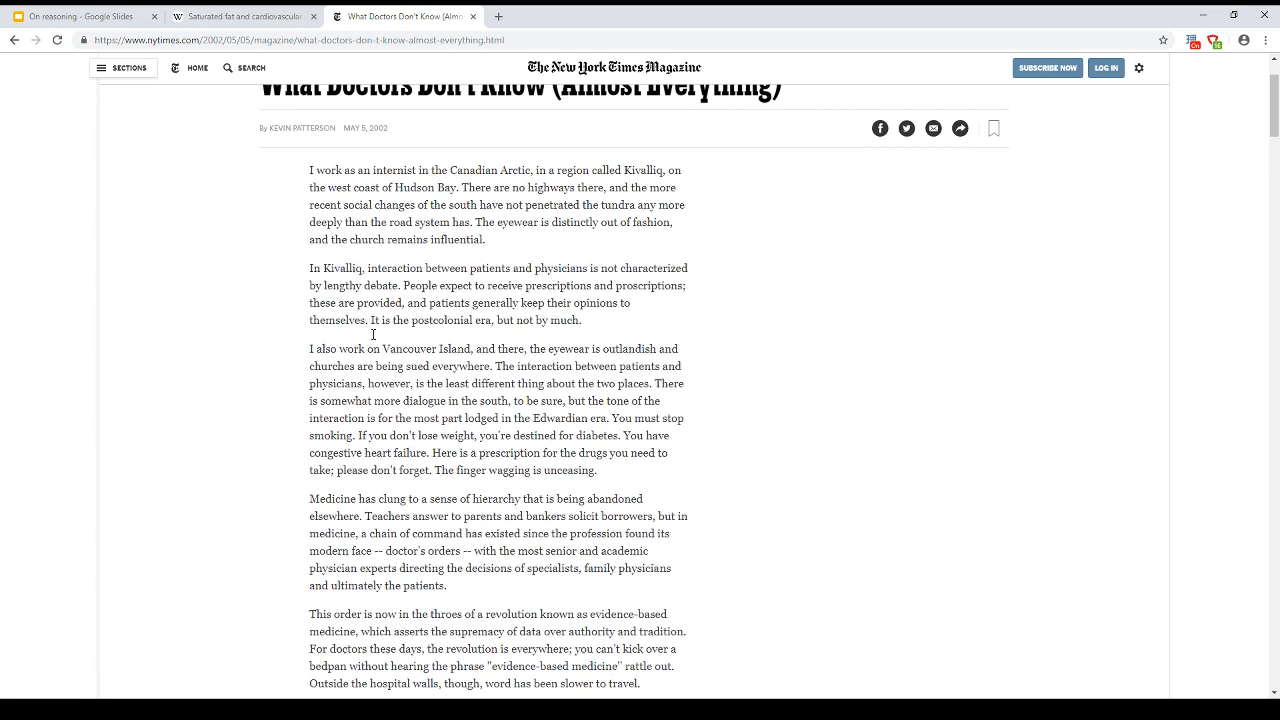 On reasoning - Google Slides
Saturated fat and cardiovascular
What Doctors Don't Know (Almo
https://www.nytimes.com/2002/05/05/magazine/what-doctors-don-t-know-almost-everything.html
On
SECTIONS
HOME
SEARCH
The New York Times Magazine
SUBSCRIBE NOW
LOG IN
What Doctors Don't Know (Almost Everything)
By KEVIN PATTERSON MAY 5, 2002
I work as an internist in the Canadian Arctic, in a region called Kivalliq, on
the west coast of Hudson Bay. There are no highways there, and the more
recent social changes of the south have not penetrated the tundra any more
deeply than the road system has. The eyewear is distinctly out of fashion,
and the church remains influential.
In Kivalliq, interaction between patients and physicians is not characterized
by lengthy debate. People expect to receive prescriptions and proscriptions;
these are provided, and patients generally keep their opinions to
themselves. It is the postcolonial era, but not by much.
I also work on Vancouver Island, and there, the eyewear is outlandish and
churches are being sued everywhere. The interaction between patients and
physicians, however, is the least different thing about the two places. There
is somewhat more dialogue in the south, to be sure, but the tone of the
interaction is for the most part lodged in the Edwardian era. You must stop
smoking. If you don't lose weight, you're destined for diabetes. You have
congestive heart failure. Here is a prescription for the drugs you need to
take; please don't forget. The finger wagging is unceasing.
Medicine has clung to a sense of hierarchy that is being abandoned
elsewhere. Teachers answer to parents and bankers solicit borrowers, but in
medicine, a chain of command has existed since the profession found its
modern face -- doctor's orders -- with the most senior and academic
physician experts directing the decisions of specialists, family physicians
and ultimately the patients.
This order is now in the throes of a revolution known as evidence-based
medicine, which asserts the supremacy of data over authority and tradition.
For doctors these days, the revolution is everywhere; you can't kick over a
bedpan without hearing the phrase "evidence-based medicine" rattle out.
Outside the hospital walls, though, word has been slower to travel.